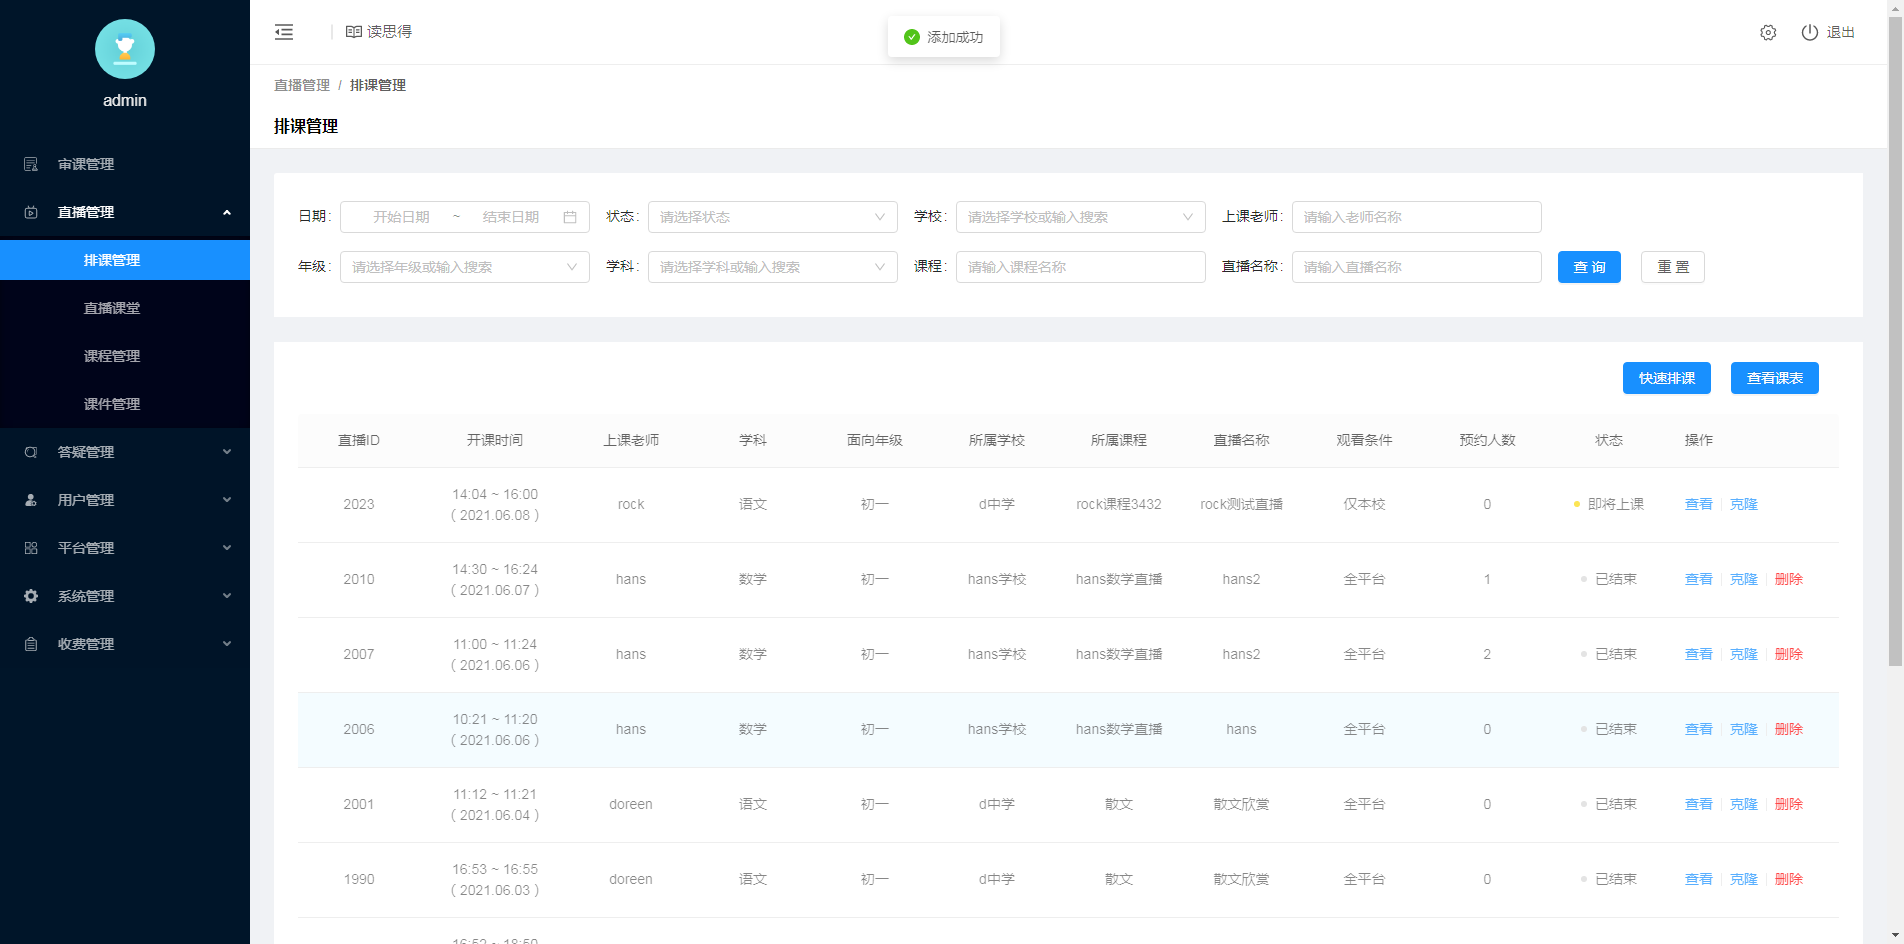 admin
审课管理
直播管理
排课管理
直播课堂
课程管理
课件管理
答疑管理
用户管理
平台管理
系统管理
收费管理
读思得
添加成功
退出
直播管理 / 排课管理
排课管理
日期: 开始日期 ~ 结束日期 状态: 请选择状态 学校: 请选择学校或输入搜索 上课老师: 请输入老师名称
年级: 请选择年级或输入搜索 学科: 请选择学科或输入搜索 课程: 请输入课程名称 直播名称: 请输入直播名称 查 询 重 置
快速排课 查看课表
直播ID 开课时间 上课老师 学科 面向年级 所属学校 所属课程 直播名称 观看条件 预约人数 状态 操作
2023 14:04 ~ 16:00 ( 2021.06.08 ) rock 语文 初一 d中学 rock课程3432 rock测试直播 仅本校 0 即将上课 查看 克隆
2010 14:30 ~ 16:24 ( 2021.06.07 ) hans 数学 初一 hans学校 hans数学直播 hans2 全平台 1 已结束 查看 克隆 删除
2007 11:00 ~ 11:24 ( 2021.06.06 ) hans 数学 初一 hans学校 hans数学直播 hans2 全平台 2 已结束 查看 克隆 删除
2006 10:21 ~ 11:20 ( 2021.06.06 ) hans 数学 初一 hans学校 hans数学直播 hans 全平台 0 已结束 查看 克隆 删除
2001 11:12 ~ 11:21 ( 2021.06.04 ) doreen 语文 初一 d中学 散文 散文欣赏 全平台 0 已结束 查看 克隆 删除
1990 16:53 ~ 16:55 ( 2021.06.03 ) doreen 语文 初一 d中学 散文 散文欣赏 全平台 0 已结束 查看 克隆 删除